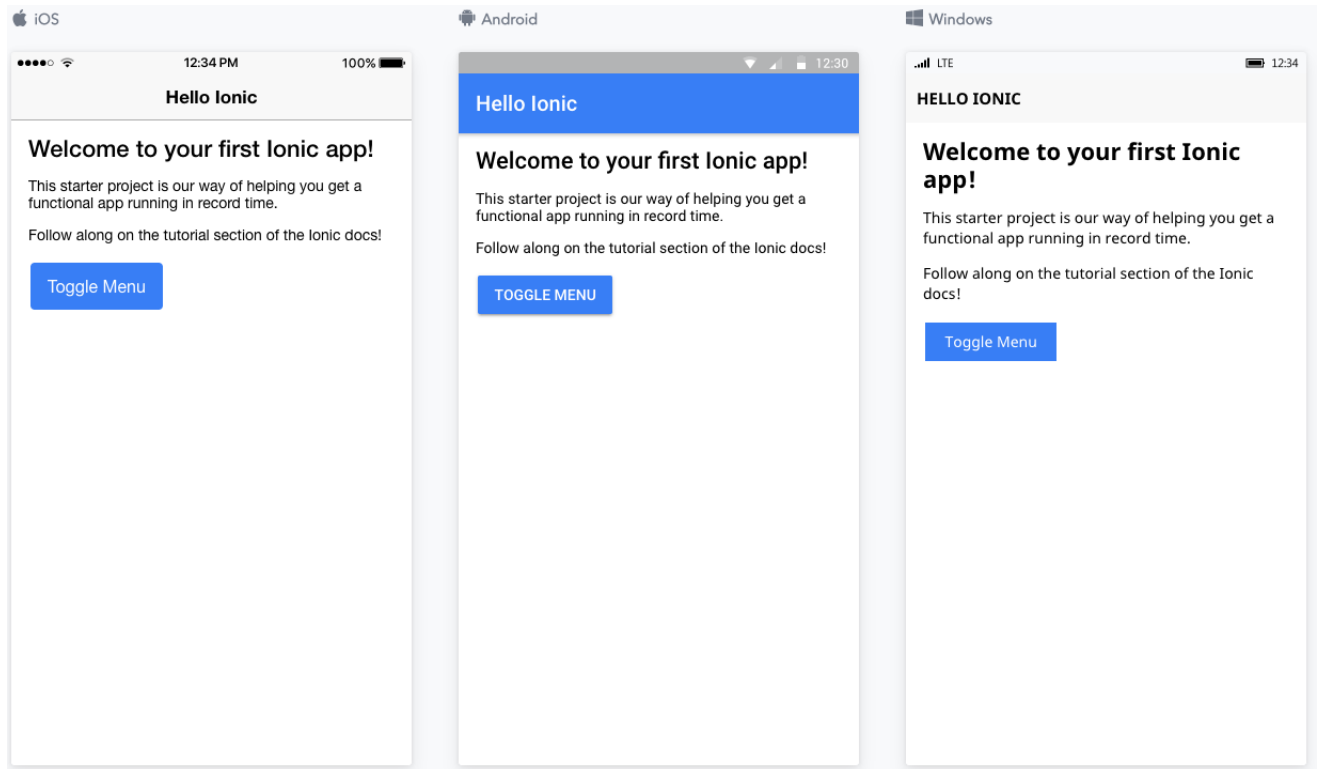 iOS
12:34 PM
100%
Hello Ionic
Welcome to your first Ionic app!
This starter project is our way of helping you get a
functional app running in record time.
Follow along on the tutorial section of the Ionic docs!
Toggle Menu
Android
12:30
Hello Ionic
Welcome to your first Ionic app!
This starter project is our way of helping you get a
functional app running in record time.
Follow along on the tutorial section of the Ionic docs!
TOGGLE MENU
Windows
LTE
12:34
HELLO IONIC
Welcome to your first Ionic
app!
This starter project is our way of helping you get a
functional app running in record time.
Follow along on the tutorial section of the Ionic
docs!
Toggle Menu